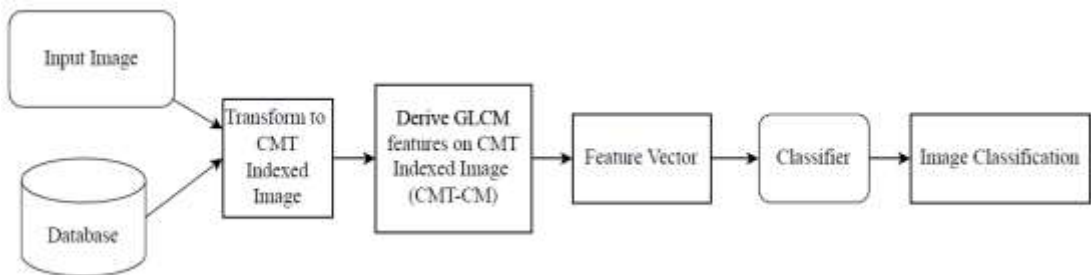 Input Image
Database
Transform to
CMT
Indexed
Image
Derive GLCM
features on CMT
Indexed Image
(CMT-CM)
Feature Vector
Classifier
Image Classification